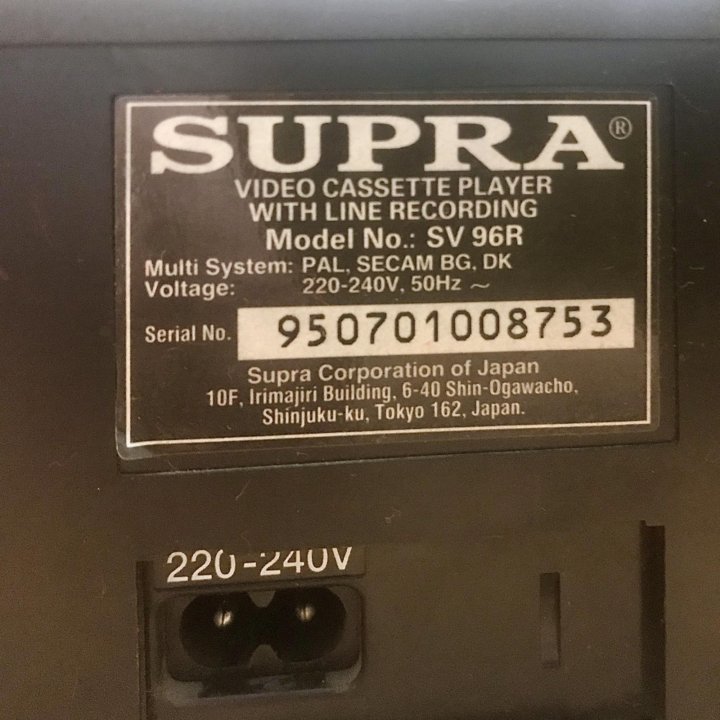 SUPRA®
VIDEO CASSETTE PLAYER
WITH LINE RECORDING
Model No.: SV 96R
Multi System: PAL, SECAM BG, DK
Voltage: 220-240V, 50Hz ~
Serial No. 950701008753
Supra Corporation of Japan
10F, Irimajiri Building, 6-40 Shin-Ogawacho,
Shinjuku-ku, Tokyo 162, Japan.
220-240V